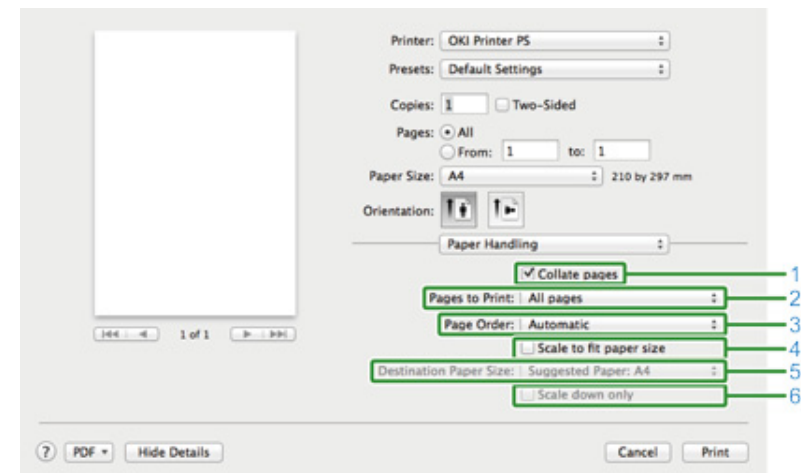 Printer: OKI Printer PS
Presets: Default Settings
Copies: 1 Two-Sided
Pages: All
From: 1 to: 1
Paper Size: A4 210 by 297 mm
Orientation:
Paper Handling
Collate pages 1
Pages to Print: All pages 2
Page Order: Automatic 3
Scale to fit paper size 4
Destination Paper Size: Suggested Paper: A4 5
Scale down only 6
1 of 1
? PDF Hide Details Cancel Print